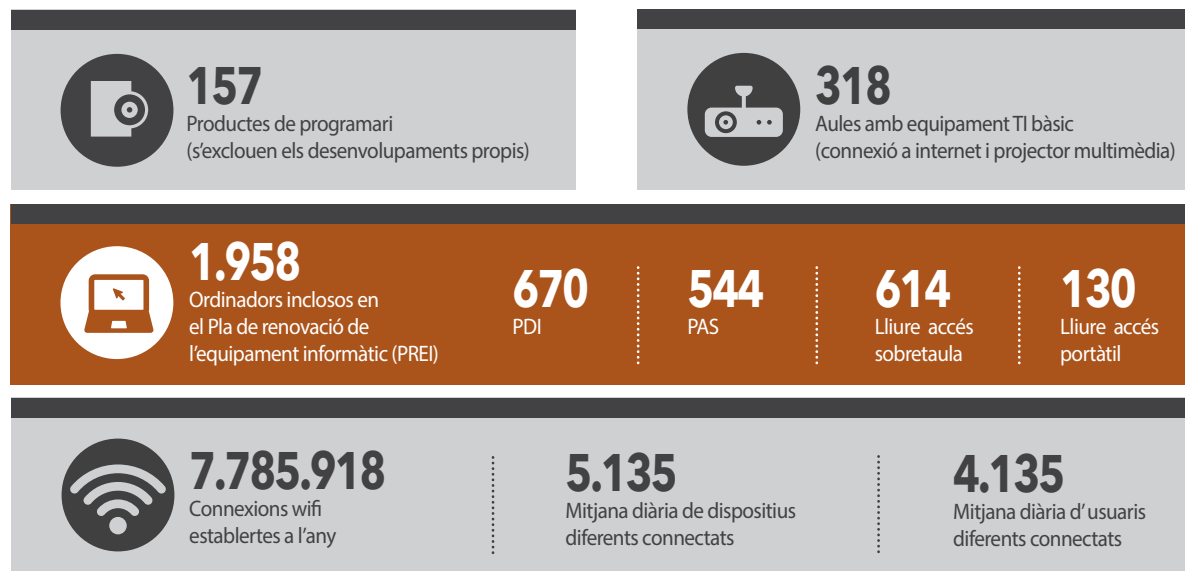 157
Productes de programari
(s'exclouen els desenvolupaments propis)
318
Aules amb equipament TI bàsic
(connexió a internet i projector multimèdia)
1.958
Ordinadors inclosos en
el Pla de renovació de
l'equipament informàtic (PREI)
670
PDI
544
PAS
614
Lliure accés
sobretaula
130
Lliure accés
portàtil
7.785.918
Connexions wifi
establertes a l'any
5.135
Mitjana diària de dispositius
diferents connectats
4.135
Mitjana diària d'usuaris
diferents connectats